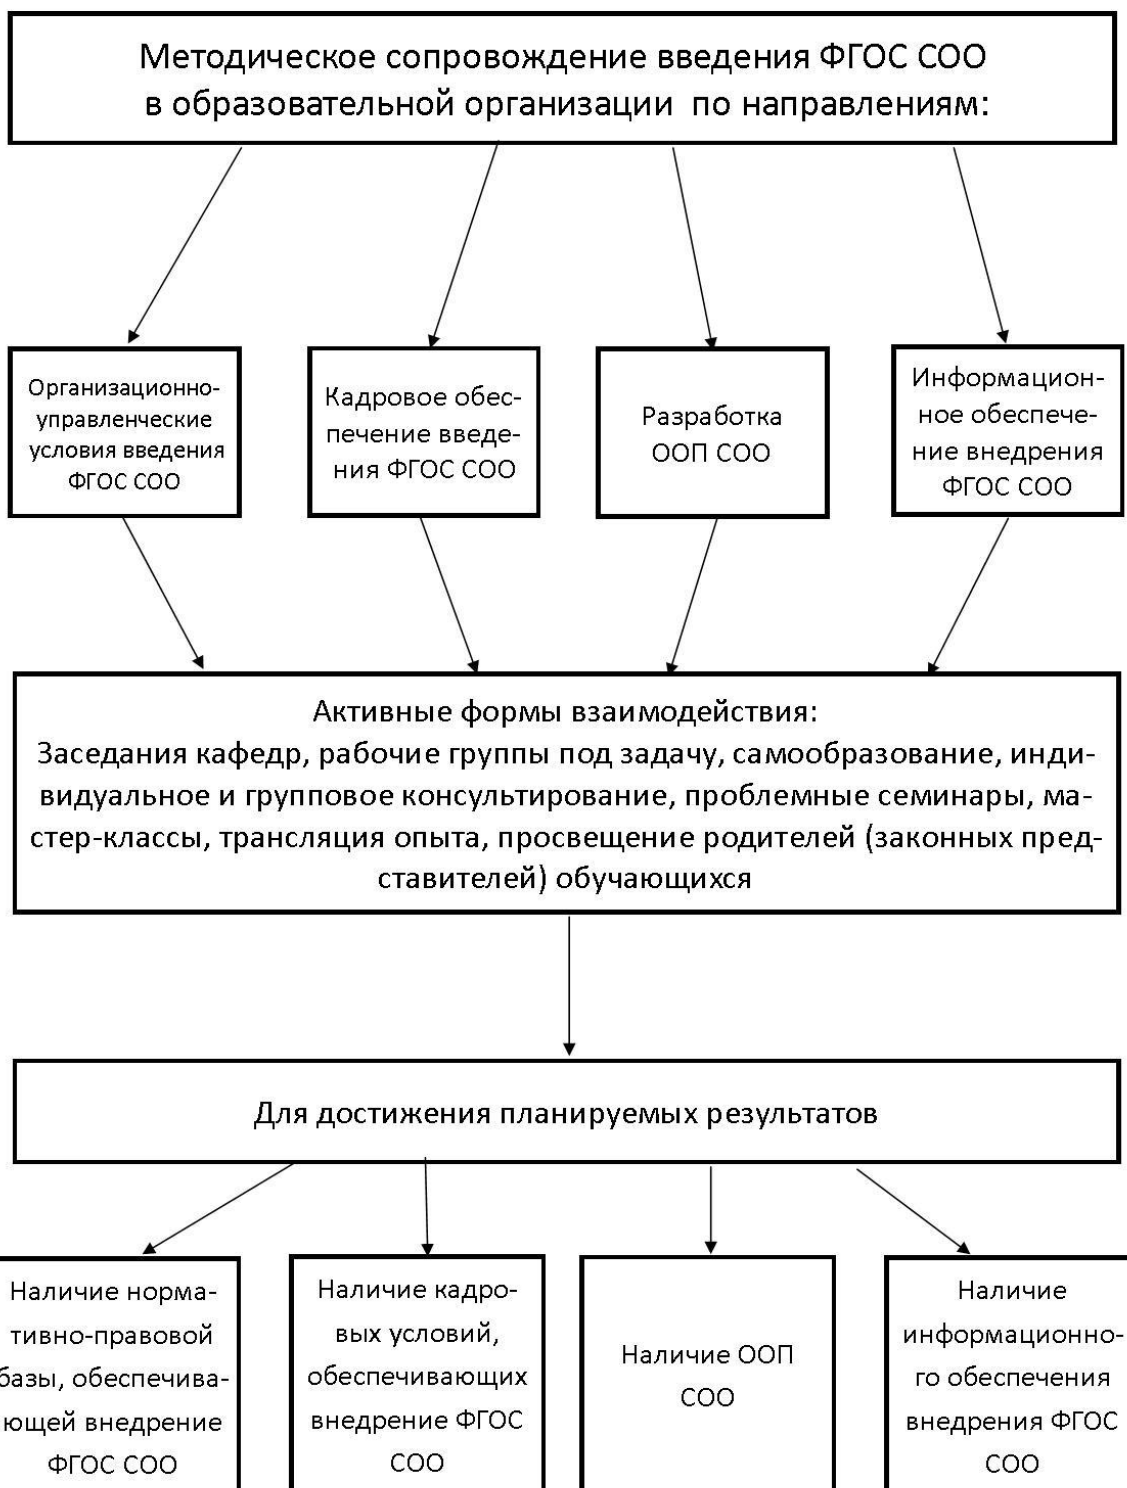 Методическое сопровождение введения ФГОС СОО
в образовательной организации по направлениям:
Организационно-
управленческие
условия введения
ФГОС СОО
Кадровое обес-
печение введе-
ния ФГОС СОО
Разработка
ООП СОО
Информацион-
ное обеспече-
ние внедрения
ФГОС СОО
Активные формы взаимодействия:
Заседания кафедр, рабочие группы под задачу, самообразование, инди-
видуальное и групповое консультирование, проблемные семинары, ма-
стер-классы, трансляция опыта, просвещение родителей (законных пред-
ставителей) обучающихся
Для достижения планируемых результатов
Наличие норма-
тивно-правовой
базы, обеспечива-
ющей внедрение
ФГОС СОО
Наличие кадро-
вых условий,
обеспечивающих
внедрение ФГОС
СОО
Наличие ООП
СОО
Наличие
информационно-
го обеспечения
внедрения ФГОС
СОО